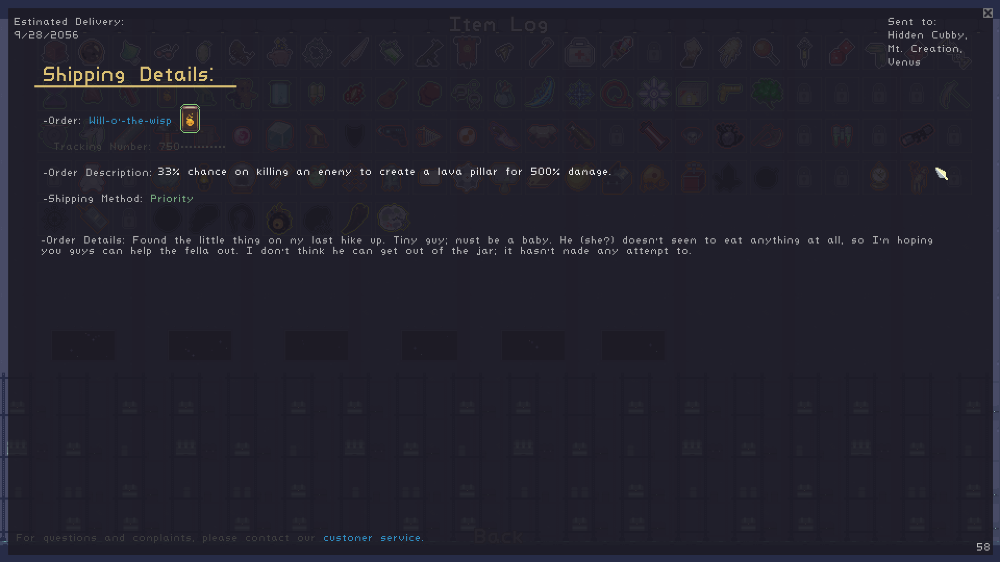 Estimated Delivery:
9/28/2056
Item Log
Sent to:
Hidden Cubby,
Mt. Creation,
Venus
Shipping Details:
-Order: Will-o'-the-wisp
Tracking Number: 750***********
-Order Description: 33% chance on killing an enemy to create a lava pillar for 500% damage.
-Shipping Method: Priority
-Order Details: Found the little thing on my last hike up. Tiny guy; must be a baby. He (she?) doesn't seem to eat anything at all, so I'm hoping
you guys can help the fella out. I don't think he can get out of the jar; it hasn't made any attempt to.
For questions and complaints, please contact our customer service.
Back
58